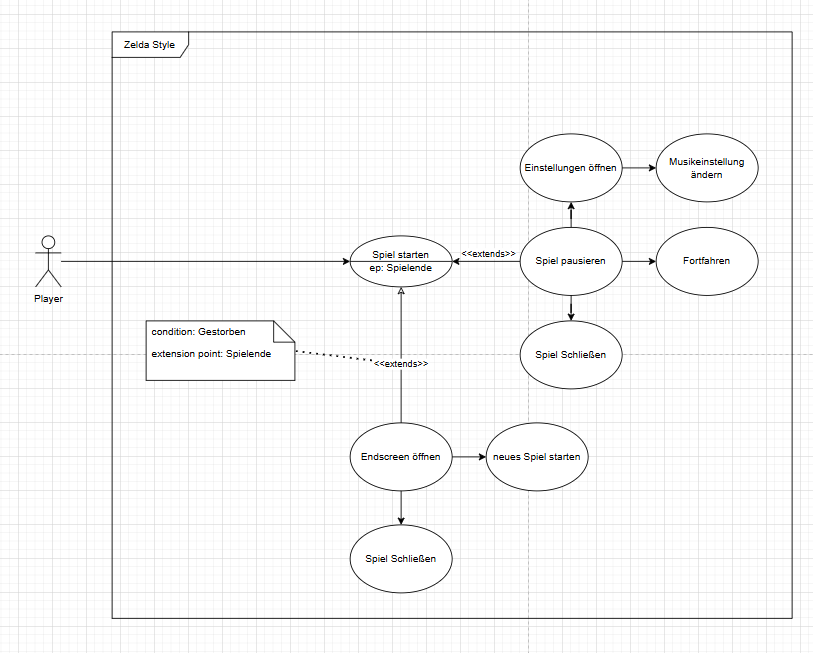 Zelda Style
Einstellungen öffnen
Musikeinstellung
ändern
Spiel starten
ep: Spielende
<<extends>>
Spiel pausieren
Fortfahren
Player
condition: Gestorben
extension point: Spielende
<<extends>>
Spiel Schließen
Endscreen öffnen
neues Spiel starten
Spiel Schließen